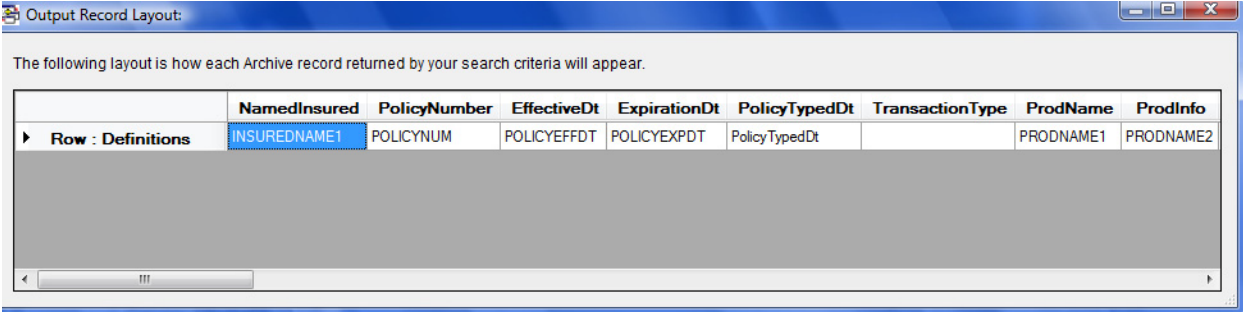 Output Record Layout:
The following layout is how each Archive record returned by your search criteria will appear.
NamedInsured PolicyNumber EffectiveDt ExpirationDt PolicyTypedDt TransactionType ProdName ProdInfo
Row : Definitions INSUREDNAME1 POLICYNUM POLICYEFFDT POLICYEXPDT PolicyTypedDt PRODNAME1 PRODNAME2